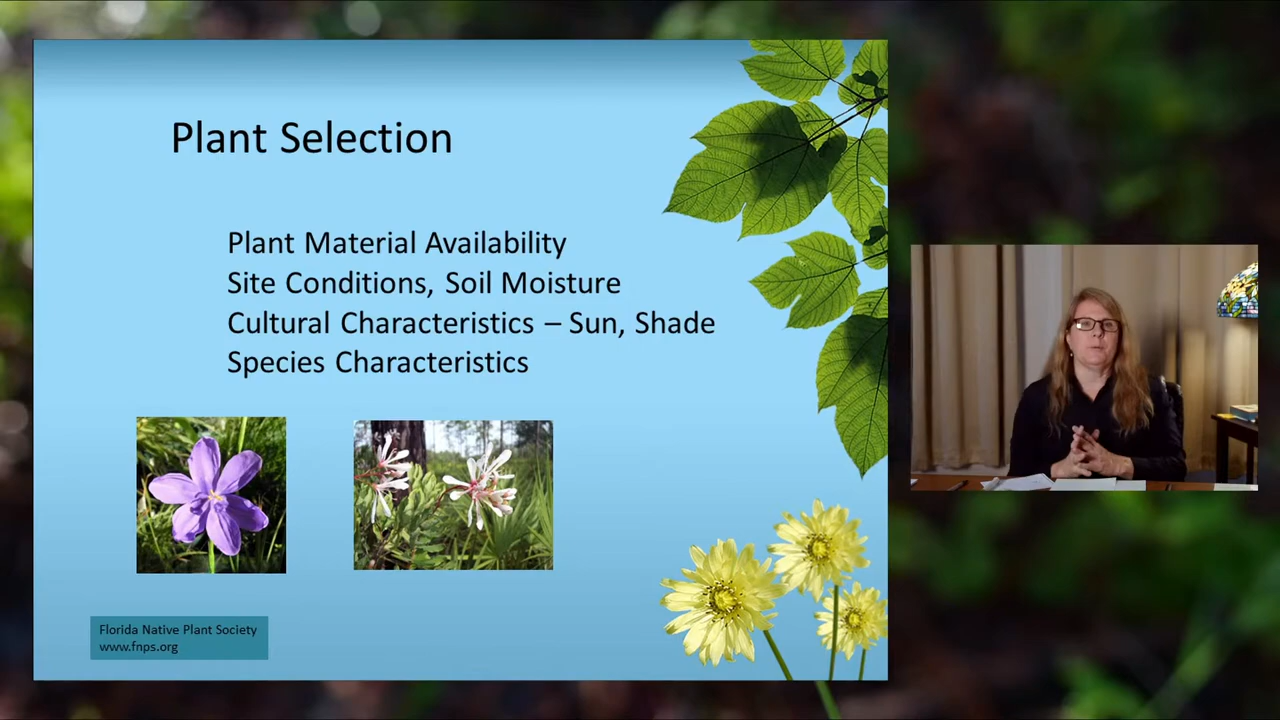 Plant Selection
Plant Material Availability
Site Conditions, Soil Moisture
Cultural Characteristics – Sun, Shade
Species Characteristics
Florida Native Plant Society
www.fnps.org